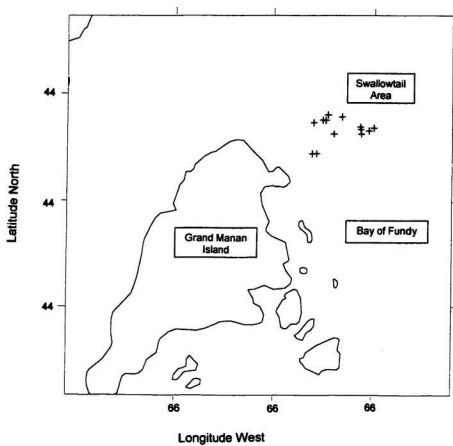 Swallowtail
Area
44
Latitude North
44
Grand Manan
Island
Bay of Fundy
44
66
66
66
Longitude West